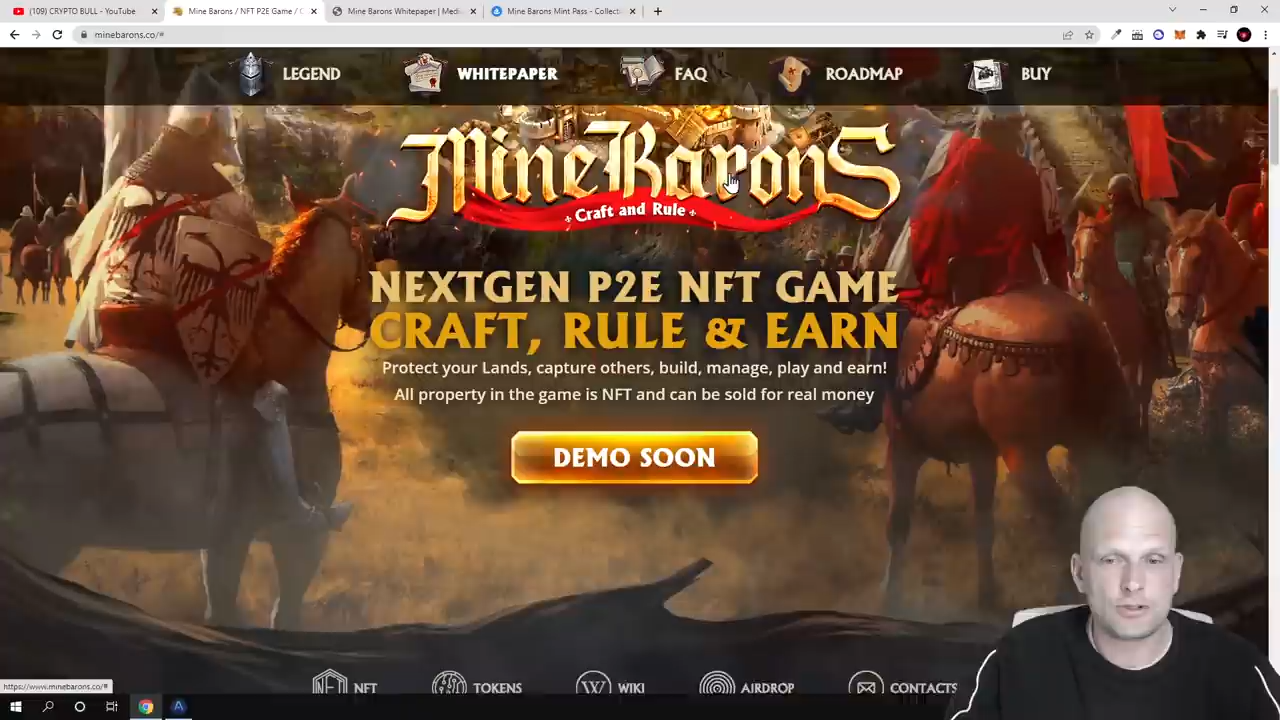 (109) CRYPTO BULL - YouTube
Mine Barons / NFT P2E Game / C
Mine Barons Whitepaper | Medi
Mine Barons Mint Pass - Collecti
minebarons.co/#
LEGEND
WHITEPAPER
FAQ
ROADMAP
BUY
MineBaronS
Craft and Rule
NEXTGEN P2E NFT GAME
CRAFT, RULE & EARN
Protect your Lands, capture others, build, manage, play and earn!
All property in the game is NFT and can be sold for real money
DEMO SOON
NFT
TOKENS
WIKI
AIRDROP
CONTACTS
https://www.minebarons.co/#